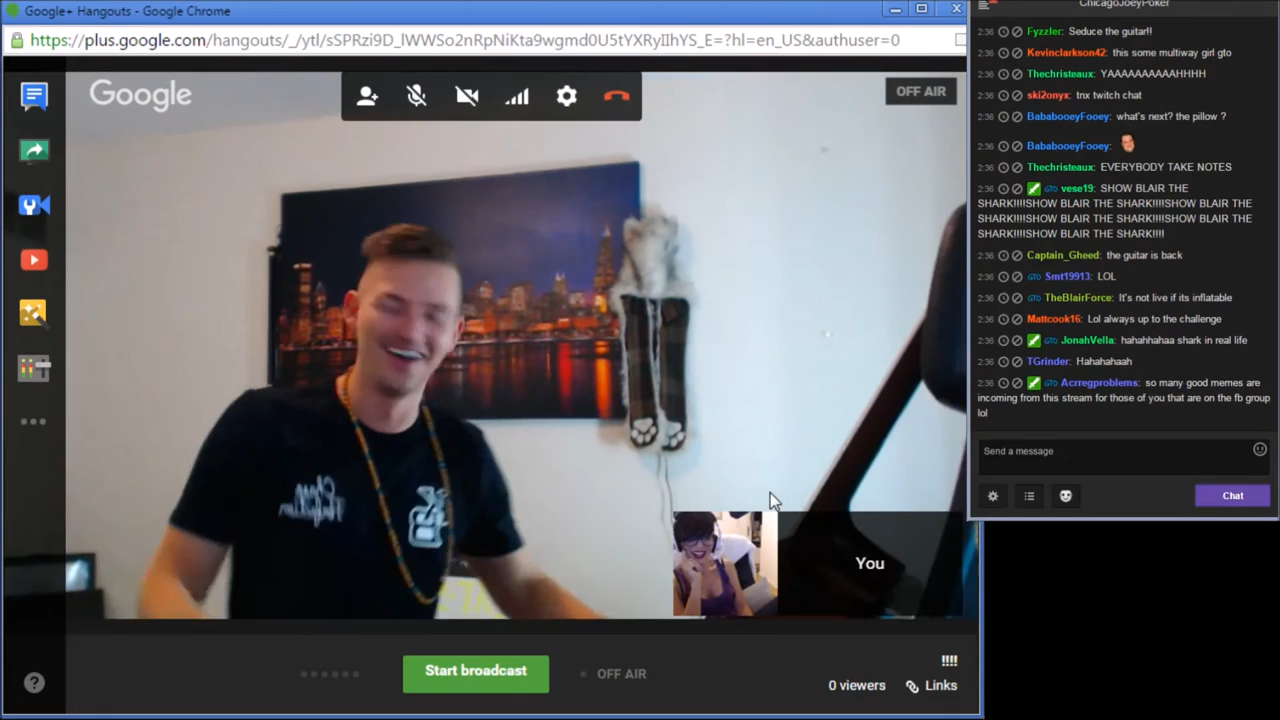 Google+ Hangouts - Google Chrome
https://plus.google.com/hangouts/_/ytl/sSPRzi9D_lWWSo2nRpNiKta9wgmd0U5tYXRyIIhYS_E=?hl=en_US&authuser=0
Google
OFF AIR
You
Start broadcast
OFF AIR
!!!!
0 viewers
Links
ChicagoJoeyPoker
2:36 Fyzzler: Seduce the guitar!!
2:36 Kevinclarkson42: this some multiway girl gto
2:36 Thechristeaux: YAAAAAAAAAAHHHH
2:36 ski2onyx: tnx twitch chat
2:36 BababooeyFooey: what's next? the pillow ?
2:36 BababooeyFooey:
2:36 Thechristeaux: EVERYBODY TAKE NOTES
2:36 GTO vese19: SHOW BLAIR THE
SHARK!!!!SHOW BLAIR THE SHARK!!!!SHOW BLAIR THE
SHARK!!!!SHOW BLAIR THE SHARK!!!!SHOW BLAIR THE
SHARK!!!!SHOW BLAIR THE SHARK!!!!
2:36 Captain_Gheed: the guitar is back
2:36 GTO Smt19913: LOL
2:36 GTO TheBlairForce: It's not live if its inflatable
2:36 Mattcook16: Lol always up to the challenge
2:36 JonahVella: hahahhahaa shark in real life
2:36 TGrinder: Hahahahaah
2:36 GTO Acrregproblems: so many good memes are
incoming from this stream for those of you that are on the fb group
lol
Send a message
Chat